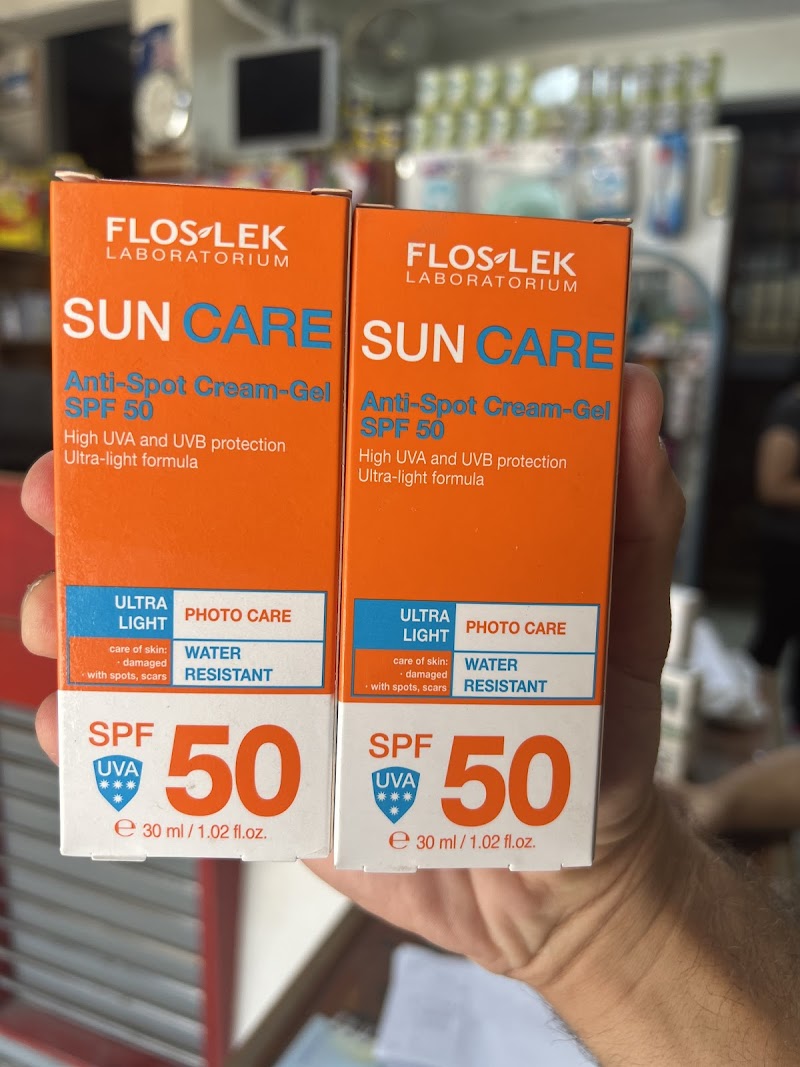 FLOS-LEK
LABORATORIUM
SUN CARE
Anti-Spot Cream-Gel
SPF 50
High UVA and UVB protection
Ultra-light formula
ULTRA
LIGHT
PHOTO CARE
care of skin:
· damaged
· with spots, scars
WATER
RESISTANT
SPF 50
UVA
℮ 30 ml / 1.02 fl.oz.
FLOS-LEK
LABORATORIUM
SUN CARE
Anti-Spot Cream-Gel
SPF 50
High UVA and UVB protection
Ultra-light formula
ULTRA
LIGHT
PHOTO CARE
care of skin:
· damaged
· with spots, scars
WATER
RESISTANT
SPF 50
UVA
℮ 30 ml / 1.02 fl.oz.